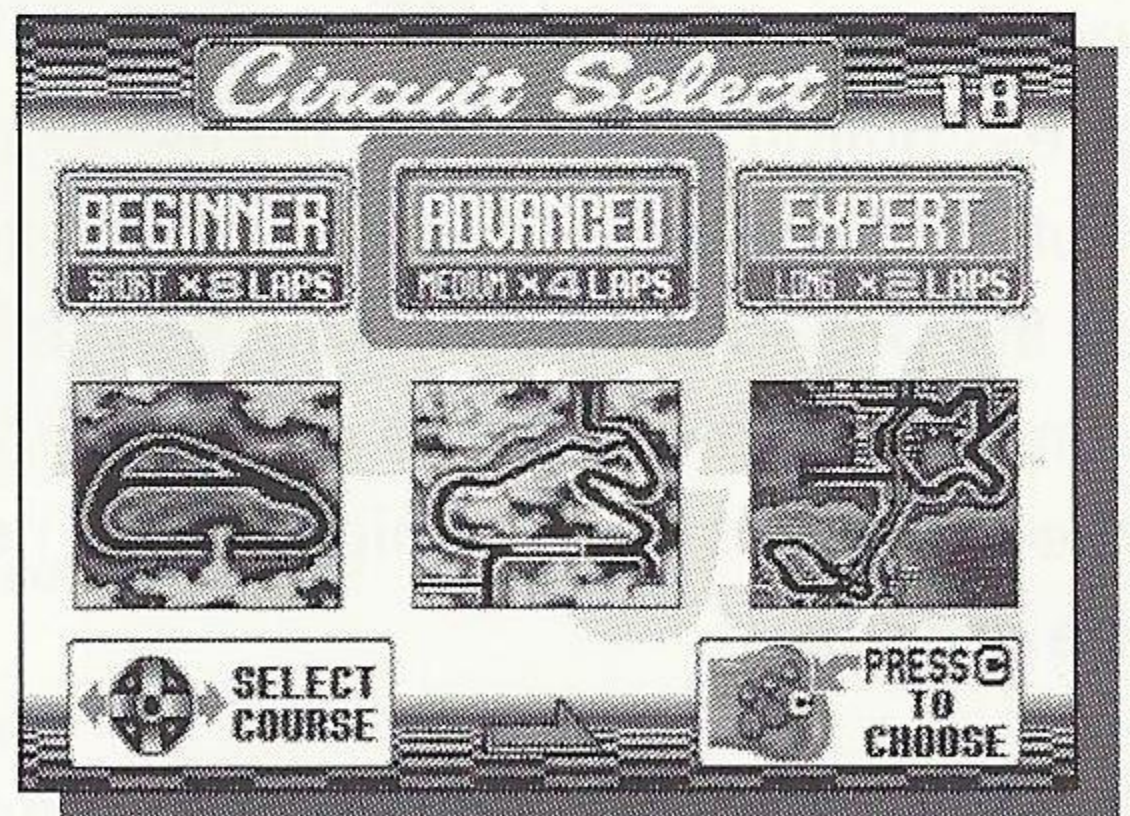 Circuit Select
18
BEGINNER
SHORT ×8 LAPS
ADVANCED
MEDIUM ×4 LAPS
EXPERT
LONG ×2 LAPS
SELECT
COURSE
PRESS C
TO
CHOOSE